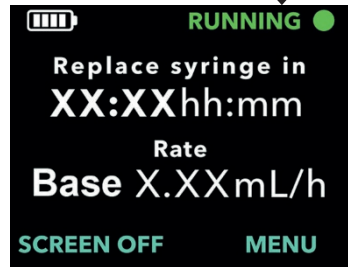 RUNNING
Replace syringe in
XX:XXhh:mm
Rate
Base X.XXmL/h
SCREEN OFF MENU